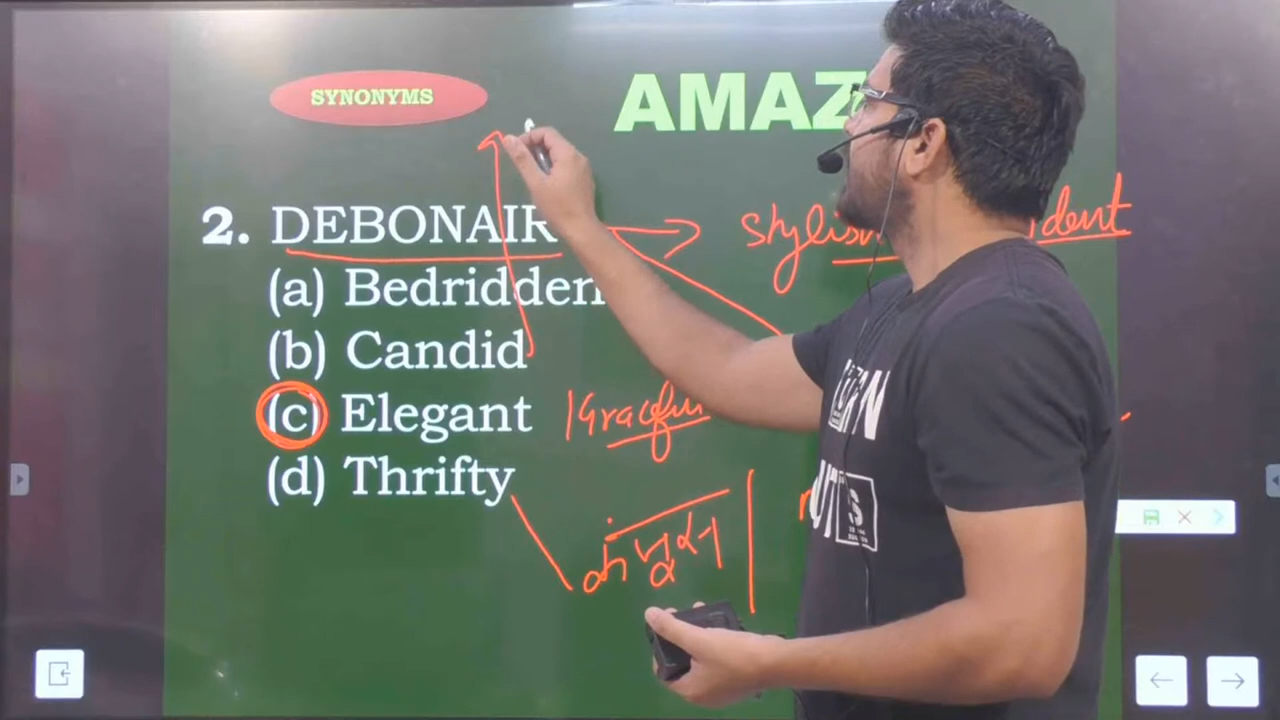 SYNONYMS
AMAZ
2. DEBONAIR → stylish dent
(a) Bedridden
(b) Candid
(c) Elegant | Graceful
(d) Thrifty